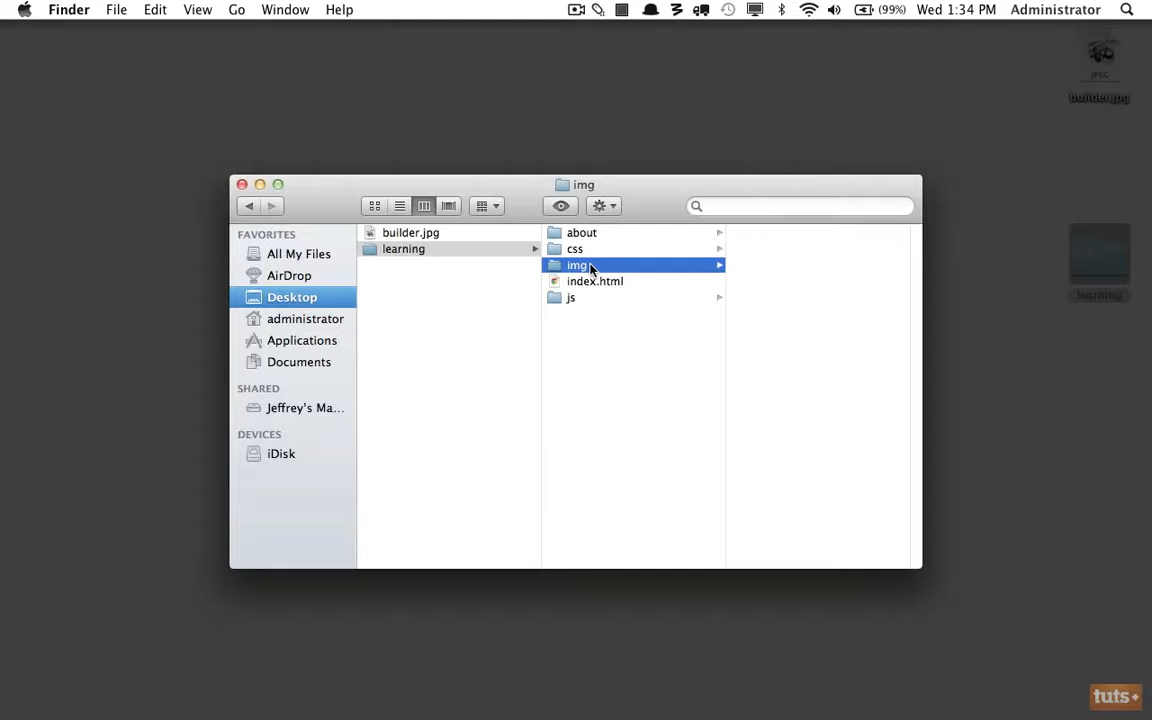 Finder File Edit View Go Window Help (99%) Wed 1:34 PM Administrator
JPEG
builder.jpg
img
FAVORITES
All My Files
AirDrop
Desktop
administrator
Applications
Documents
SHARED
Jeffrey's Ma...
DEVICES
iDisk
builder.jpg
learning
about
css
img
index.html
js
learning
tuts+